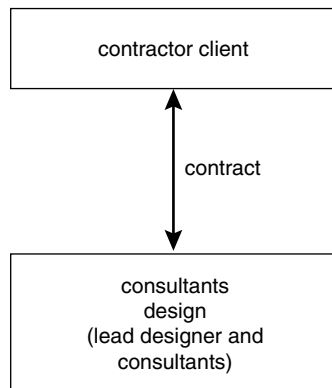 contractor client
contract
consultants
design
(lead designer and
consultants)